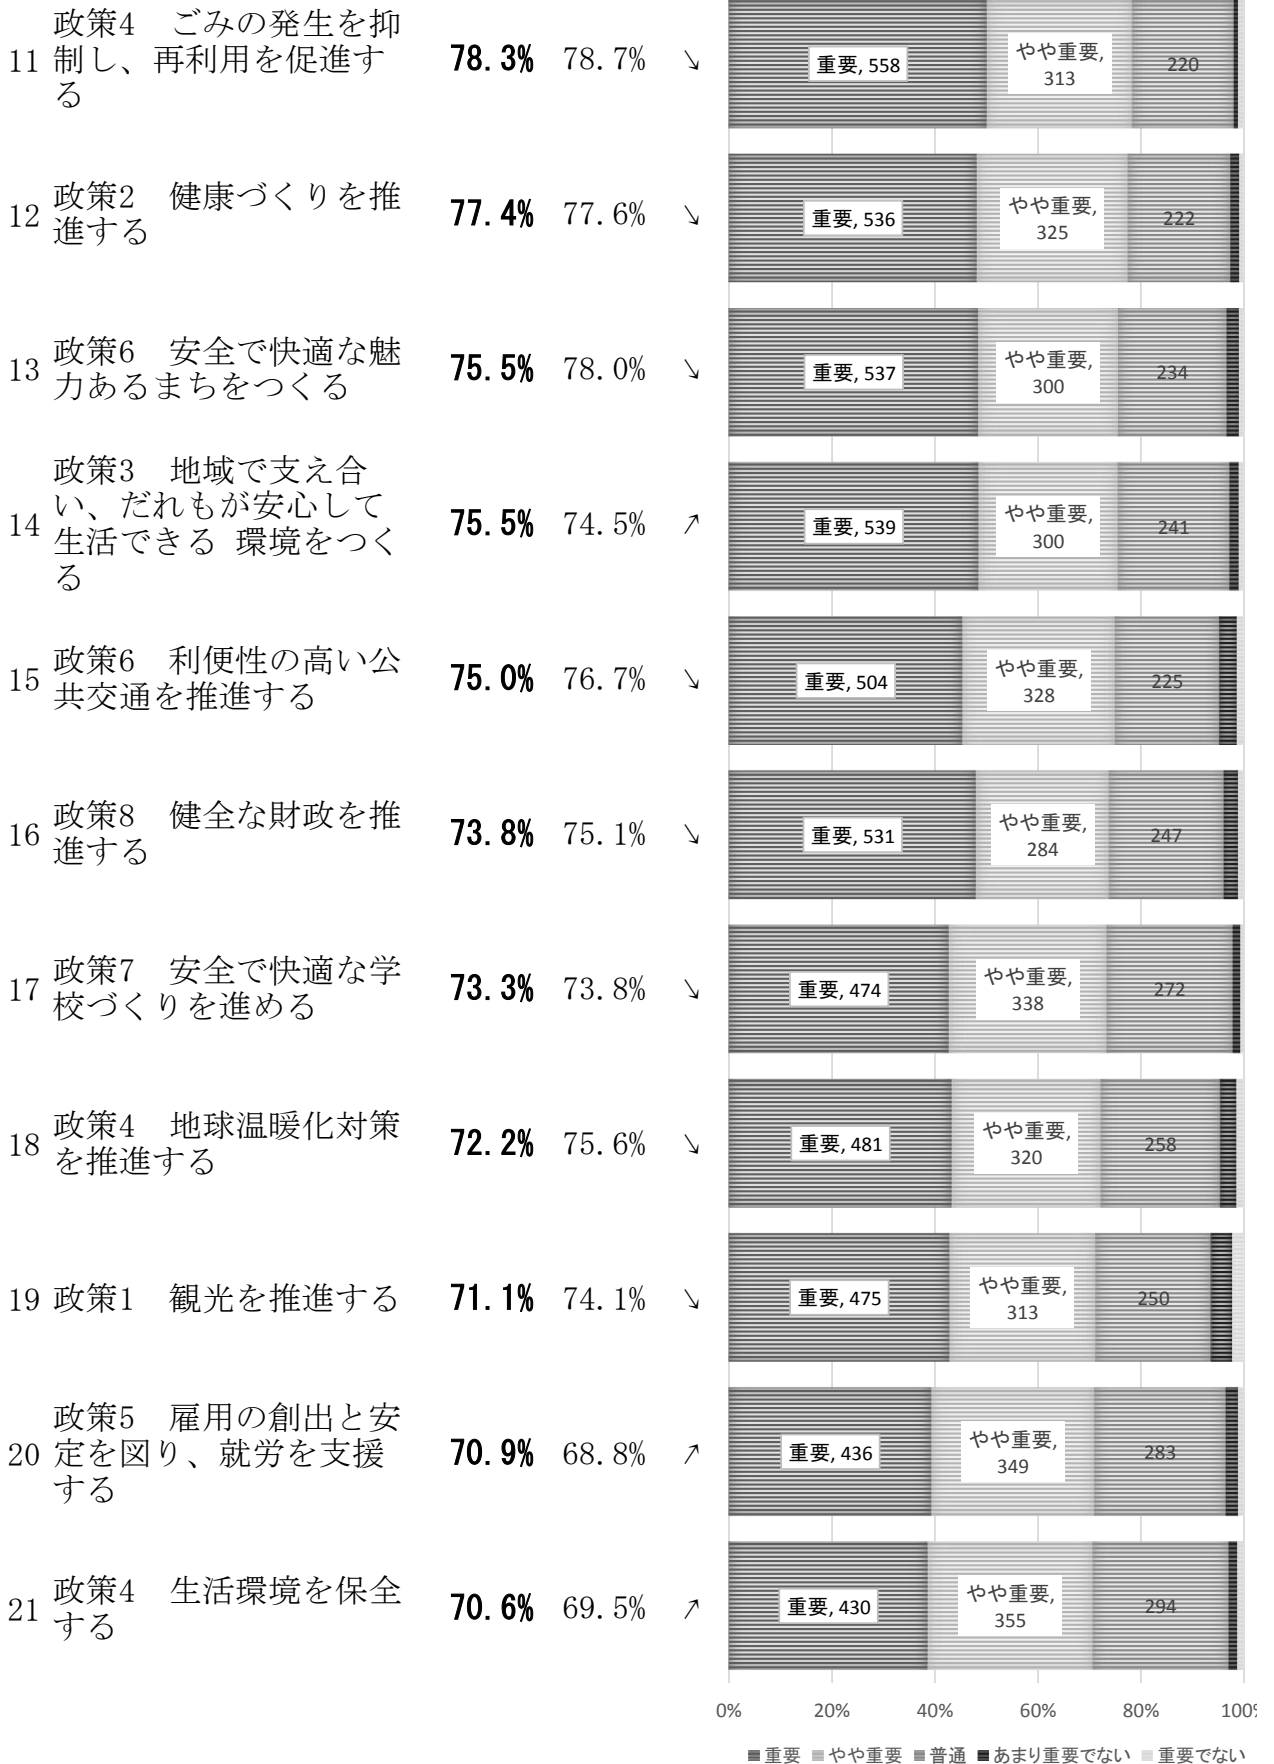 政策4　ごみの発生を抑
11 制し、再利用を促進す 78.3% 78.7% ↘
る
重要, 558
やや重要,
313
220
政策2　健康づくりを推
12 進する 77.4% 77.6% ↘
重要, 536
やや重要,
325
222
政策6　安全で快適な魅
13 力あるまちをつくる 75.5% 78.0% ↘
重要, 537
やや重要,
300
234
政策3　地域で支え合
い、だれもが安心して
14 生活できる 環境をつく 75.5% 74.5% ↗
る
重要, 539
やや重要,
300
241
政策6　利便性の高い公
15 共交通を推進する 75.0% 76.7% ↘
重要, 504
やや重要,
328
225
政策8　健全な財政を推
16 進する 73.8% 75.1% ↘
重要, 531
やや重要,
284
247
政策7　安全で快適な学
17 校づくりを進める 73.3% 73.8% ↘
重要, 474
やや重要,
338
272
政策4　地球温暖化対策
18 を推進する 72.2% 75.6% ↘
重要, 481
やや重要,
320
258
19 政策1　観光を推進する 71.1% 74.1% ↘
重要, 475
やや重要,
313
250
政策5　雇用の創出と安
20 定を図り、就労を支援 70.9% 68.8% ↗
する
重要, 436
やや重要,
349
283
政策4　生活環境を保全
21 する 70.6% 69.5% ↗
重要, 430
やや重要,
355
294
0% 20% 40% 60% 80% 100%
重要 やや重要 普通 あまり重要でない 重要でない